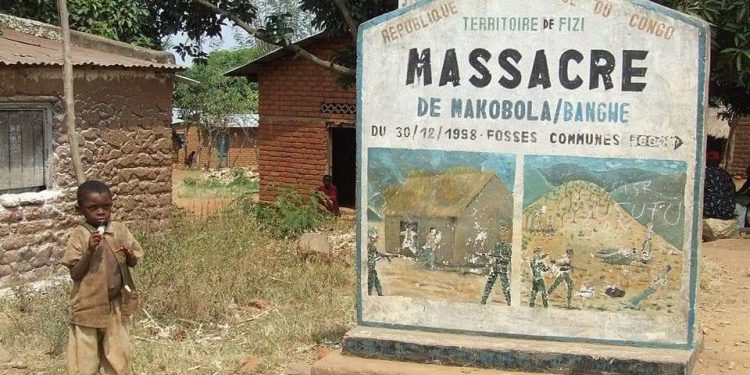 RÉPUBLIQUE DU CONGO
TERRITOIRE DE FIZI
MASSACRE
DE MAKOBOLA/BANGWE
DU 30/12/1998-FOSSES COMMUNES